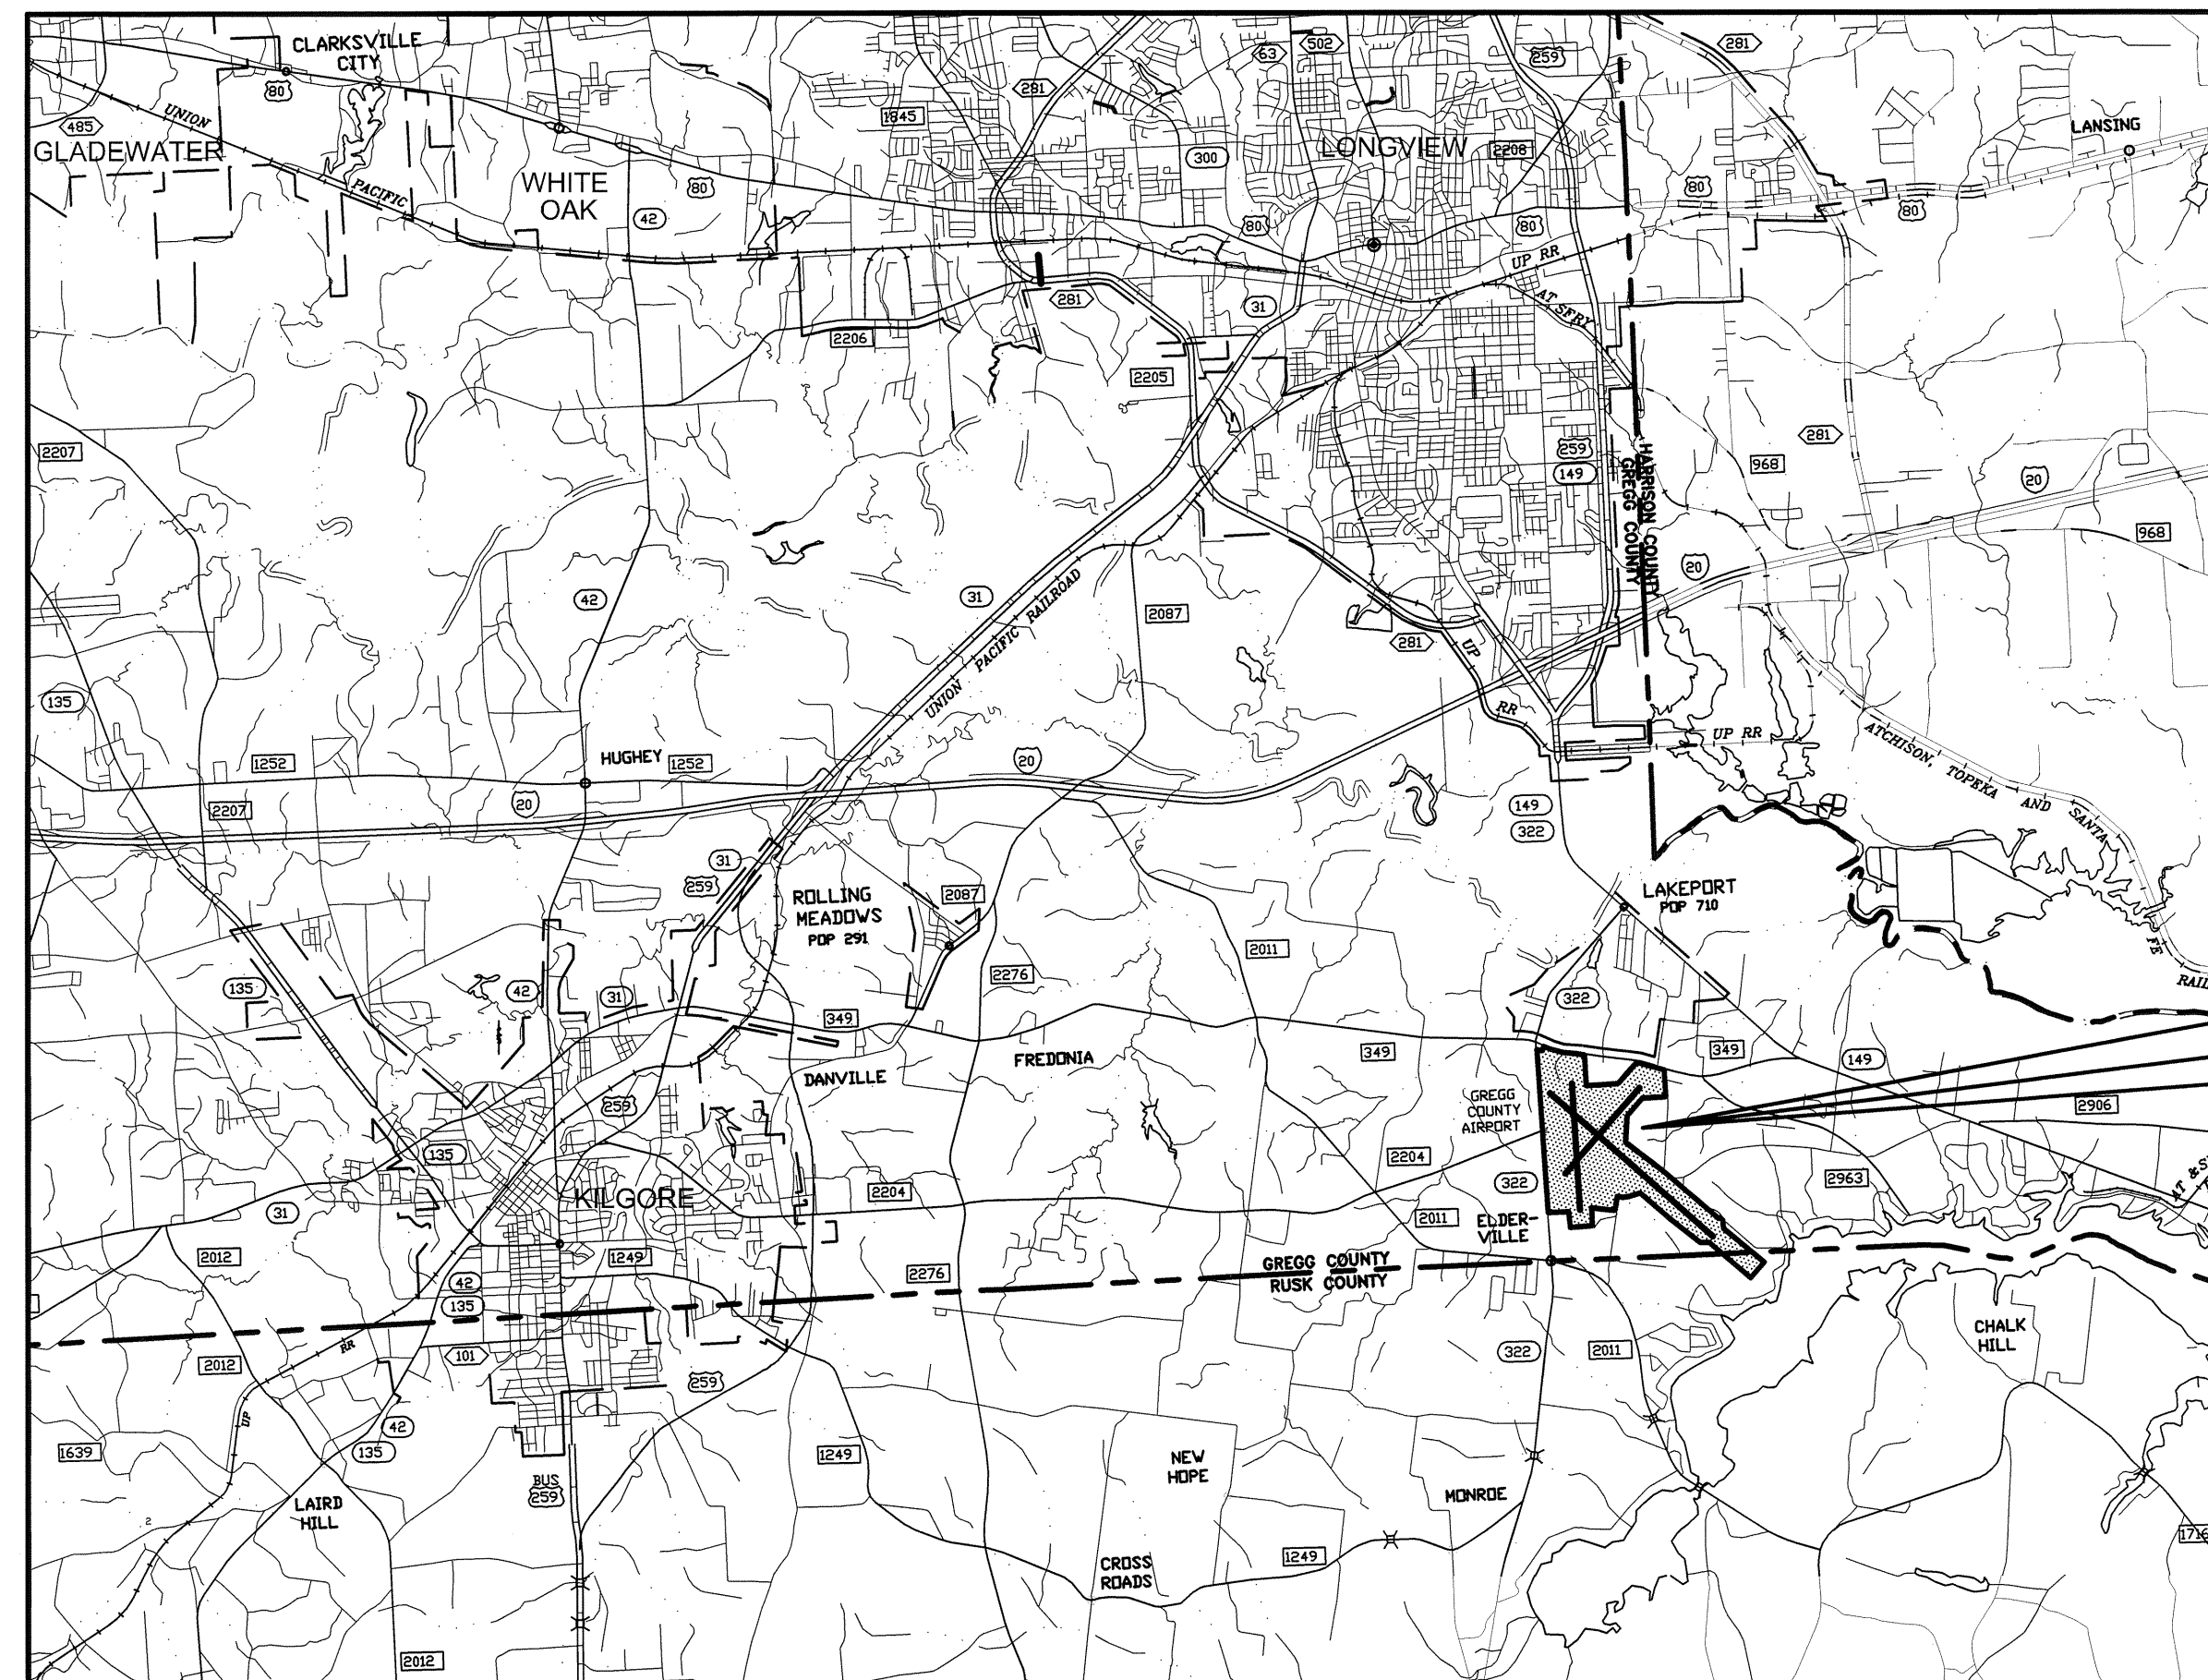 CLARKSVILLE
CITY
80
UNION
485
GLADEWATER
PACIFIC
WHITE
OAK
42
80
1845
281
63
502
259
281
300
LONGVIEW
2208
LANSING
80
80
80
80
UP RR
AT SFRY
281
31
2206
2205
2207
259
149
HARRISON COUNTY
GREGG COUNTY
968
281
20
968
20
42
31
UNION PACIFIC RAILROAD
2087
281
UP
RR
UP RR
135
1252
HUGHEY
1252
20
20
2207
149
322
ATCHISON, TOPEKA AND SANTA
FE
RAIL
31
259
ROLLING
MEADOWS
POP 291
2087
LAKEPORT
POP 710
2011
2276
135
42
31
322
349
FREDONIA
349
349
149
DANVILLE
259
GREGG
COUNTY
AIRPORT
2906
135
2204
2204
322
2963
AT &S
KILGORE
31
2011
ELDER-
VILLE
2012
1249
42
135
2276
GREGG COUNTY
RUSK COUNTY
CHALK
HILL
RR
2012
101
322
2011
259
UP
42
135
1639
1249
NEW
HOPE
BUS
259
MONROE
LAIRD
HILL
2
CROSS
ROADS
1249
1716
2012